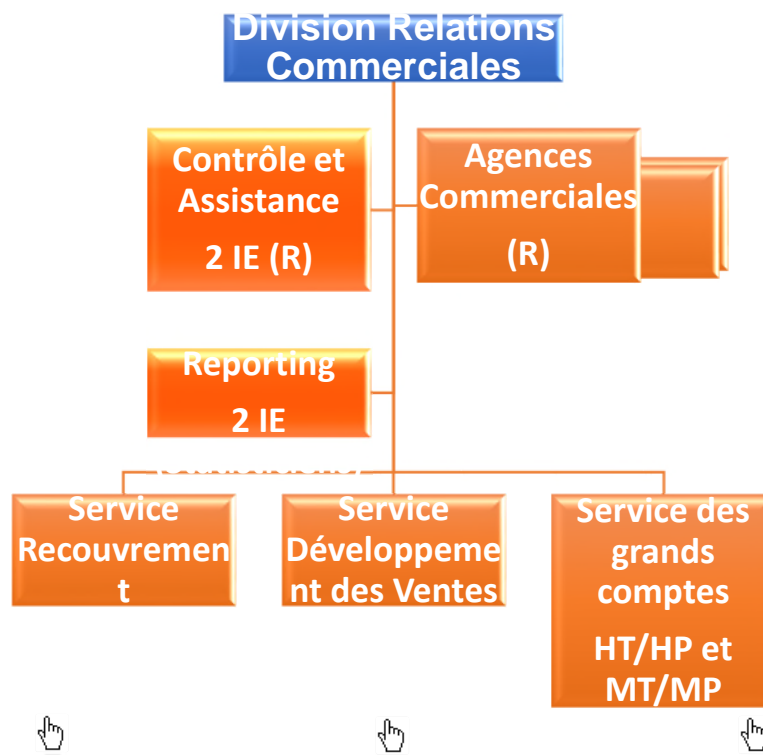 Division Relations
Commerciales
Contrôle et
Assistance
2 IE (R)
Agences
Commerciales
(R)
Reporting
2 IE
Service
Recouvremen
t
Service
Développeme
nt des Ventes
Service des
grands
comptes
HT/HP et
MT/MP